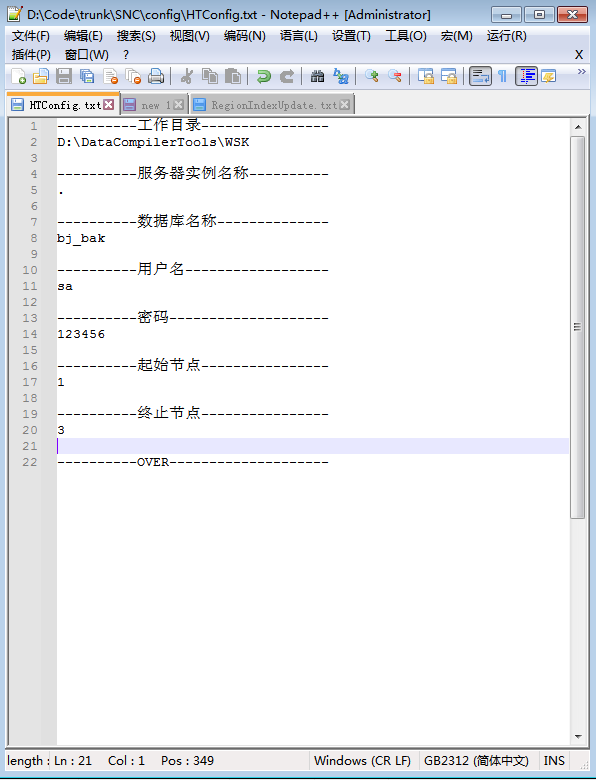 D:\Code\trunk\SNC\config\HTConfig.txt - Notepad++ [Administrator]
文件(F) 编辑(E) 搜索(S) 视图(V) 编码(N) 语言(L) 设置(T) 工具(O) 宏(M) 运行(R)
插件(P) 窗口(W) ? X
HTConfig.txt new 1 RegionIndexUpdate.txt
1 ----------工作目录----------------
2 D:\DataCompilerTools\WSK
3
4 ----------服务器实例名称----------
5 .
6
7 ----------数据库名称--------------
8 bj_bak
9
10 ----------用户名------------------
11 sa
12
13 ----------密码--------------------
14 123456
15
16 ----------起始节点----------------
17 1
18
19 ----------终止节点----------------
20 3
21
22 ----------OVER--------------------
length : Ln : 21 Col : 1 Pos : 349 Windows (CR LF) GB2312 (简体中文) INS